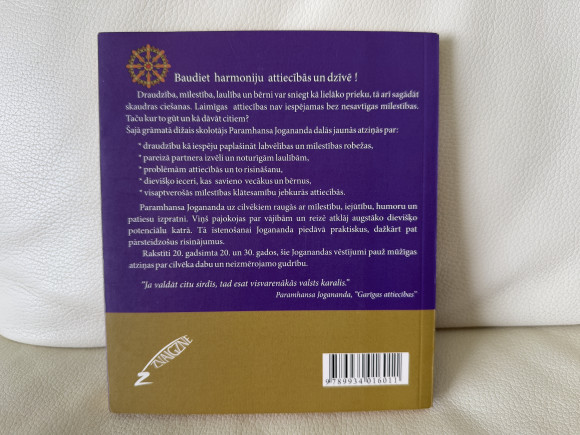 Baudiet harmoniju attiecībās un dzīvē !
Draudzība, mīlestība, laulība un bērni var sniegt kā lielāko prieku, tā arī sagādāt
skaudras ciešanas. Laimīgas attiecības nav iespējamas bez nesavtīgas mīlestības.
Taču kur to gūt un kā dāvāt citiem?
Šajā grāmatā dižais skolotājs Paramhansa Jogananda dalās jaunās atziņās par:
* draudzību kā iespēju paplašināt labvēlības un mīlestības robežas,
* pareizā partnera izvēli un noturīgām laulībām,
* problēmām attiecībās un to risināšanu,
* dievišķo ieceri, kas savieno vecākus un bērnus,
* visaptverošās mīlestības klātesamību jebkurās attiecībās.
Paramhansa Jogananda uz cilvēkiem raugās ar mīlestību, iejūtību, humoru un
patiesu izpratni. Viņš pajokojas par vājībām un reizē atklāj augstāko dievišķo
potenciālu katrā. Tā īstenošanai Jogananda piedāvā praktiskus, dažkārt pat
pārsteidzošus risinājumus.
Rakstīti 20. gadsimta 20. un 30. gados, šie Joganandas vēstījumi pauž mūžīgas
atziņas par cilvēka dabu un neizmērojamo gudrību.
"Ja valdāt citu sirdīs, tad esat visvarenākās valsts karalis."
Paramhansa Jogananda, "Garīgas attiecības"
ZVAIGZNE
9789934016011